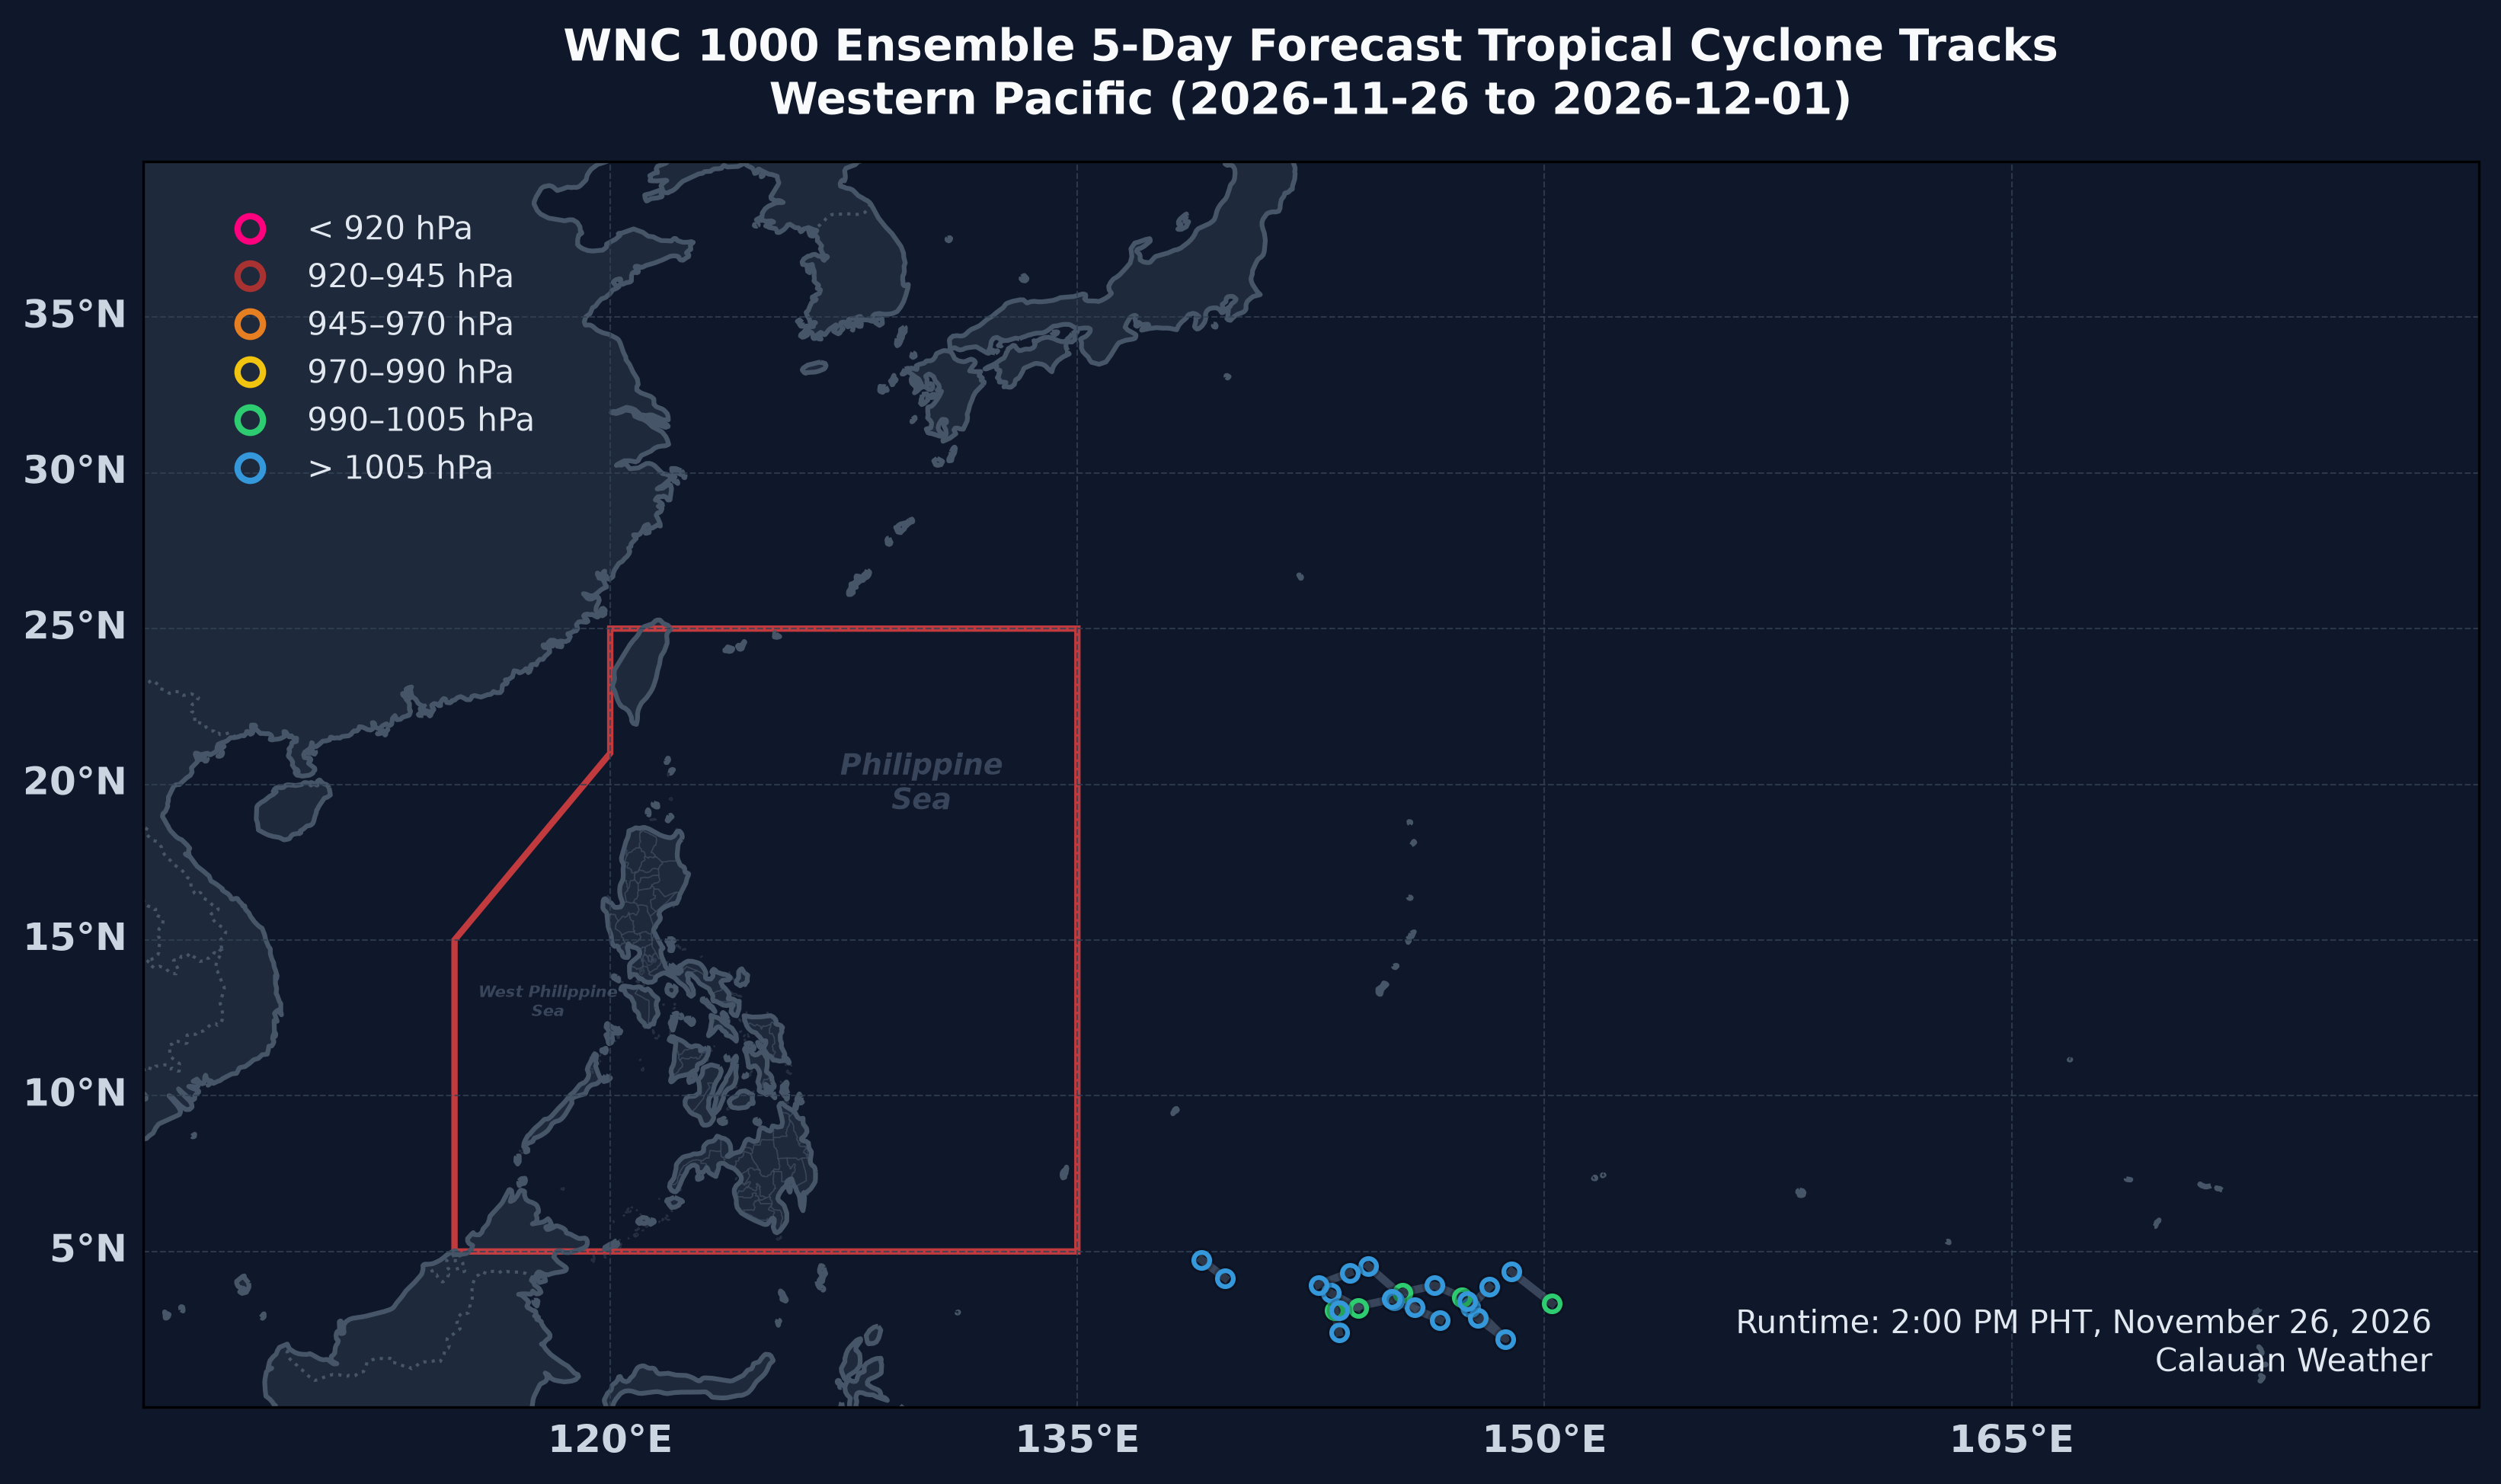 WNC 1000 Ensemble 5-Day Forecast Tropical Cyclone Tracks
Western Pacific (2026-11-26 to 2026-12-01)
< 920 hPa
920–945 hPa
945–970 hPa
970–990 hPa
990–1005 hPa
> 1005 hPa
35°N
30°N
25°N
20°N
15°N
10°N
5°N
Philippine
Sea
West Philippine
Sea
Runtime: 2:00 PM PHT, November 26, 2026
Calauan Weather
120°E
135°E
150°E
165°E